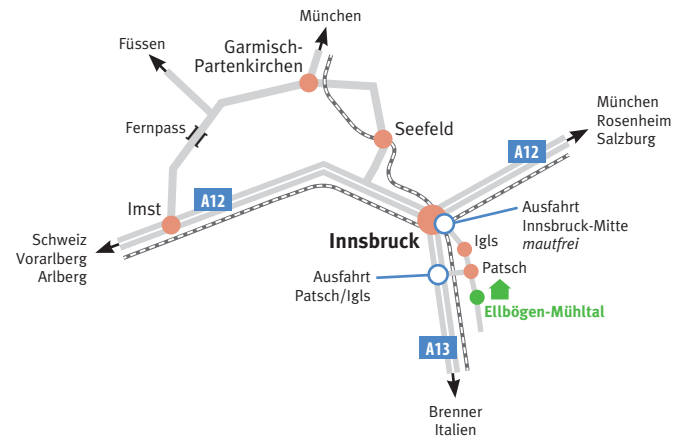 München
Füssen
Garmisch-
Partenkirchen
München
Rosenheim
Salzburg
Fernpass
Seefeld
A12
A12
Imst
Ausfahrt
Innsbruck-Mitte
mautfrei
Schweiz
Vorarlberg
Arlberg
Innsbruck
Igls
Patsch
Ausfahrt
Patsch/Igls
Ellbögen-Mühltal
A13
Brenner
Italien